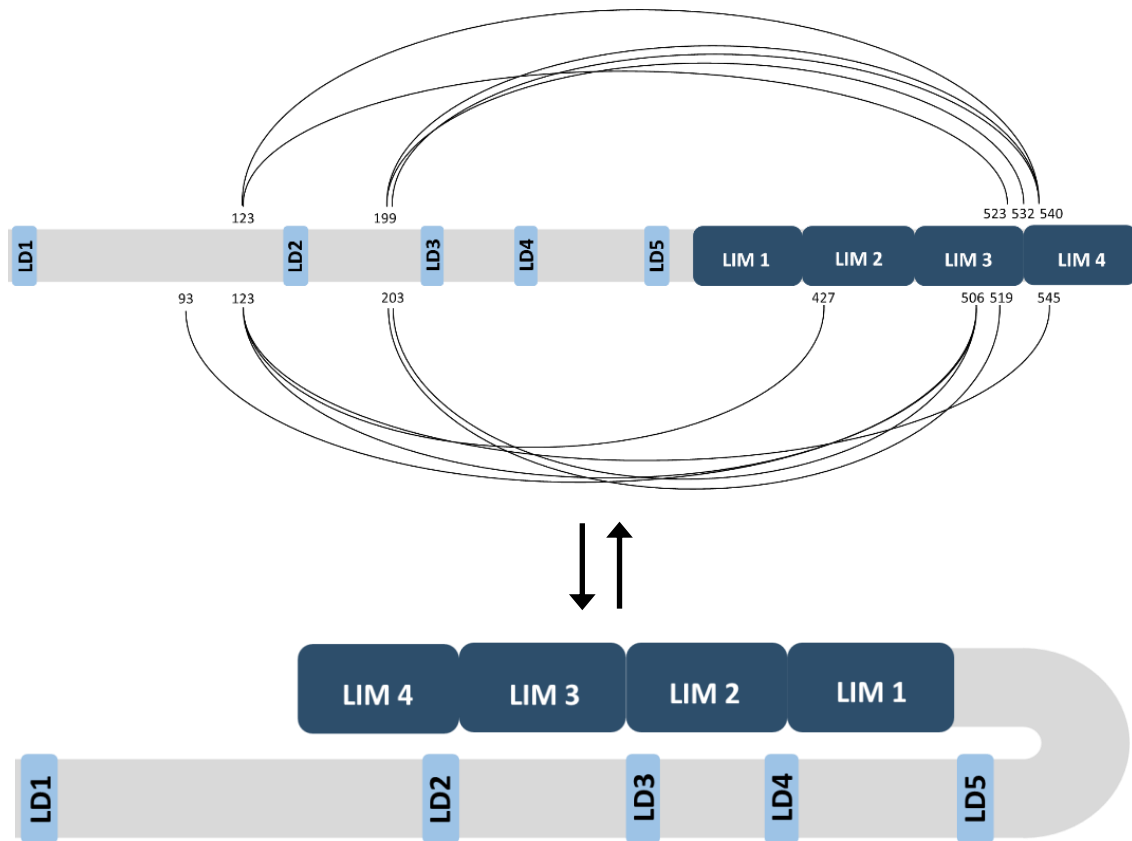 123 199 523 532 540
LD1 LD2 LD3 LD4 LD5 LIM 1 LIM 2 LIM 3 LIM 4
93 123 203 427 506 519 545
LIM 4 LIM 3 LIM 2 LIM 1
LD1 LD2 LD3 LD4 LD5